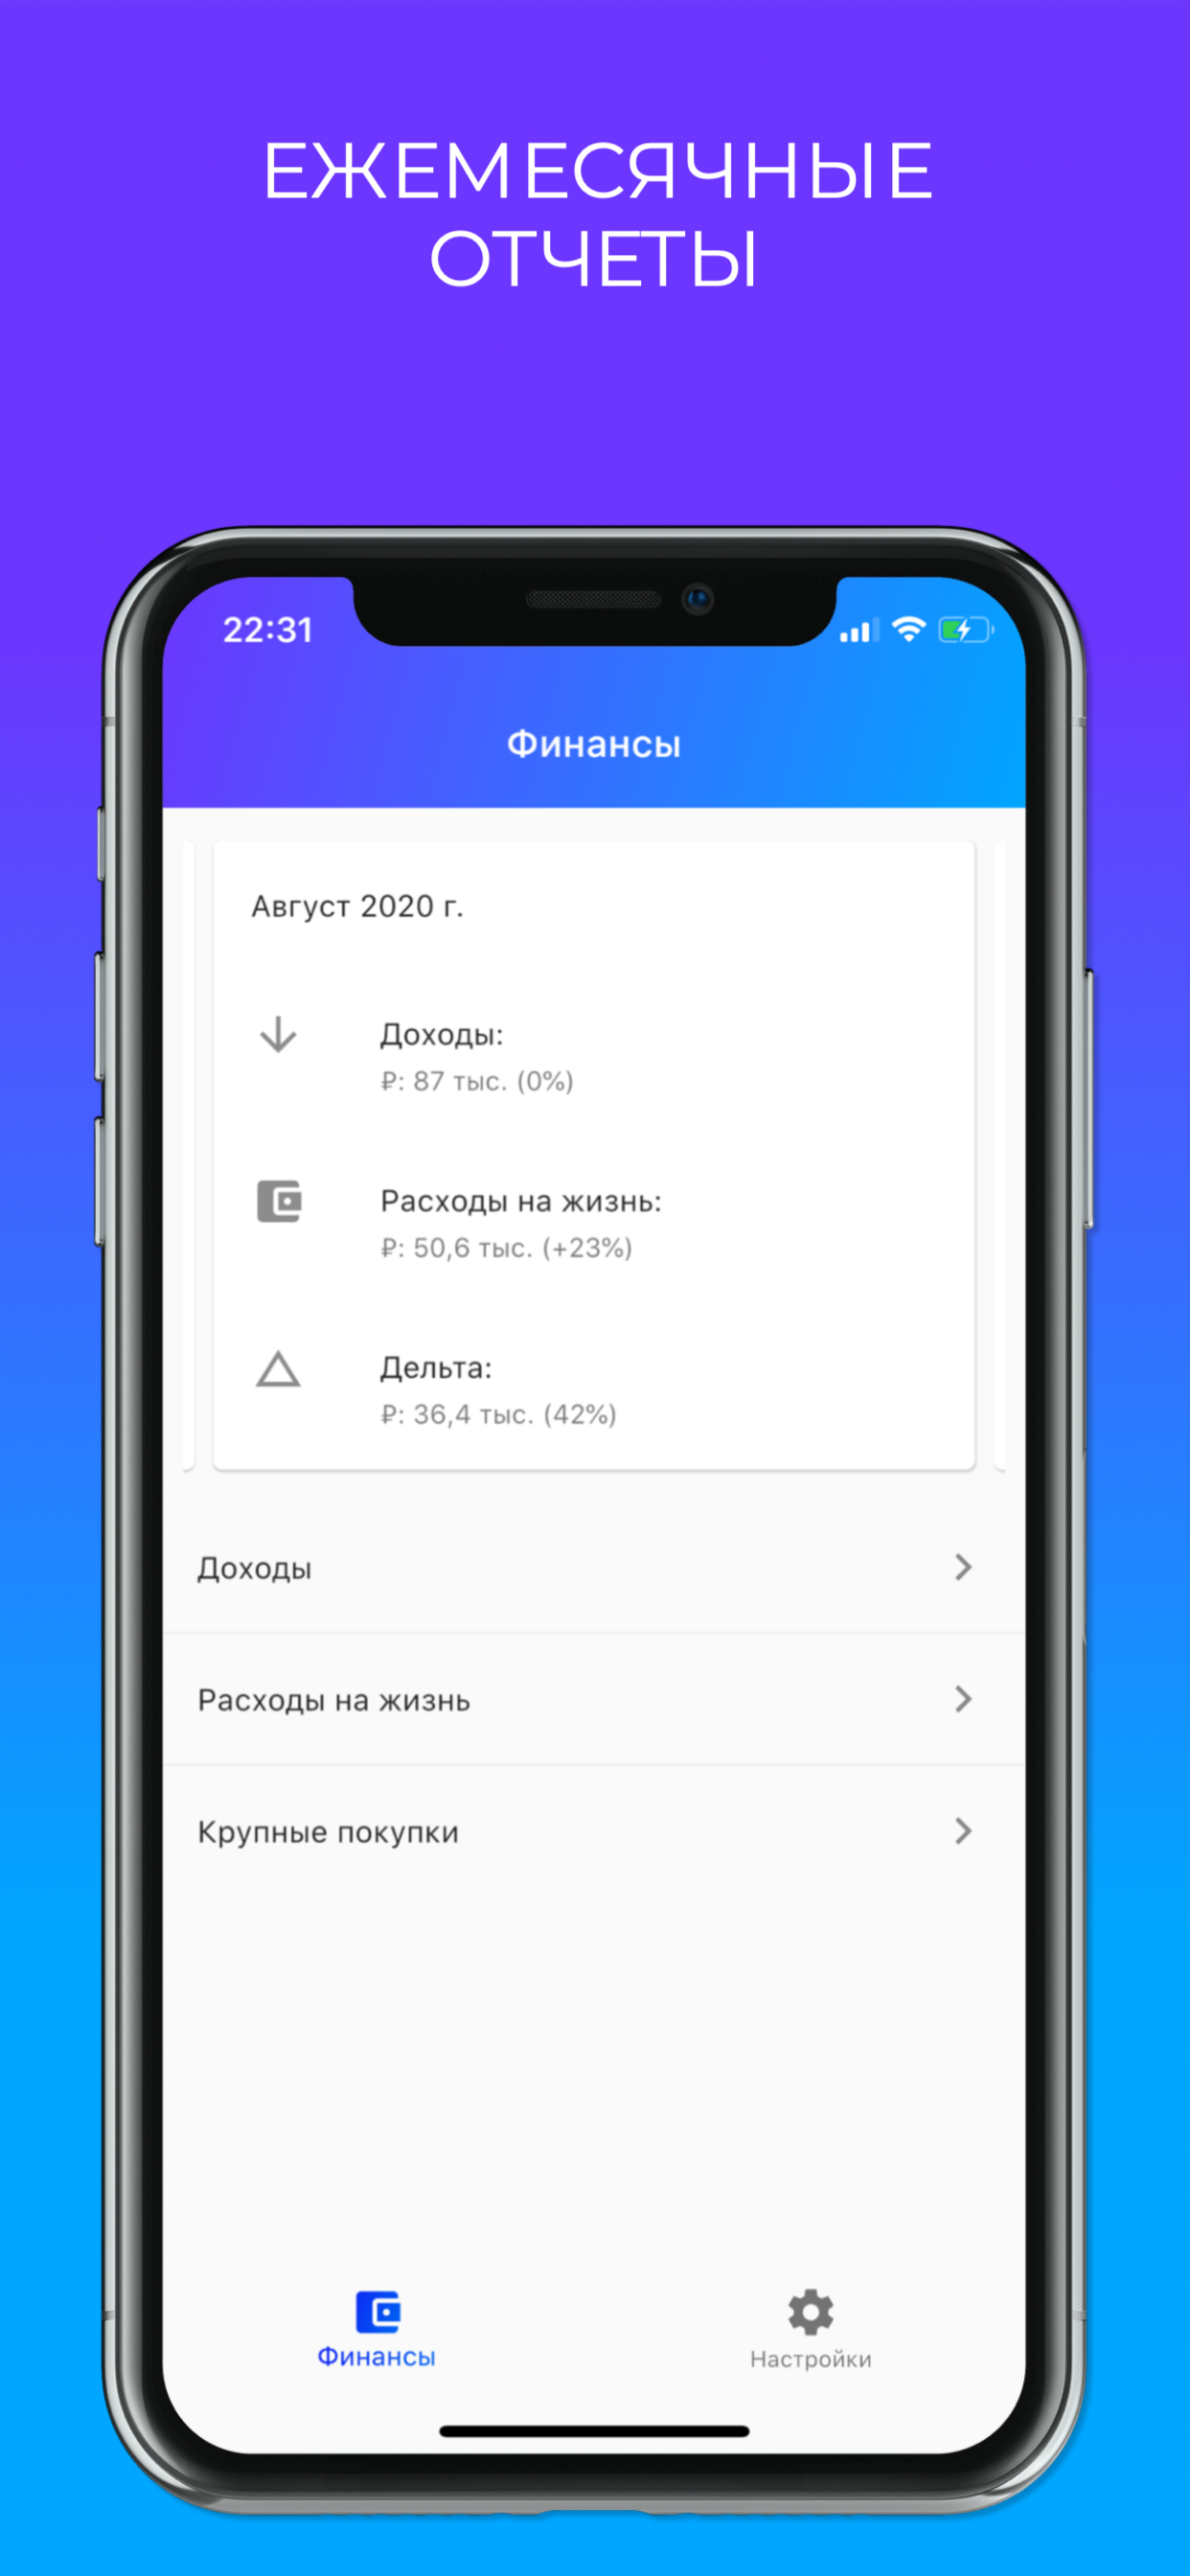 ЕЖЕМЕСЯЧНЫЕ
ОТЧЕТЫ
22:31
Финансы
Август 2020 г.
Доходы:
₽: 87 тыс. (0%)
Расходы на жизнь:
₽: 50,6 тыс. (+23%)
Дельта:
₽: 36,4 тыс. (42%)
Доходы
Расходы на жизнь
Крупные покупки
Финансы
Настройки